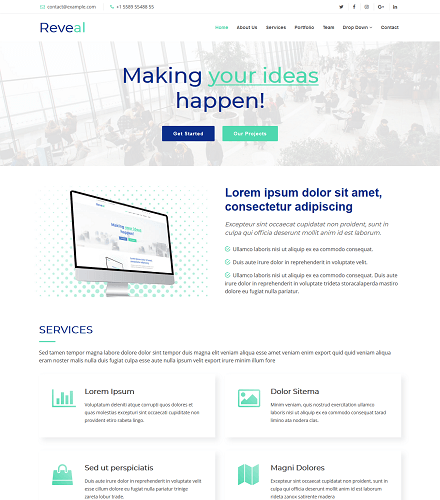 contact@example.com +1 5589 55488 55
Reveal
Home About Us Services Portfolio Team Drop Down Contact
Making your ideas
happen!
Get Started Our Projects
Making your ideas
happen!
Lorem ipsum dolor sit amet,
consectetur adipiscing
Excepteur sint occaecat cupidatat non proident, sunt in
culpa qui officia deserunt mollit anim id est laborum.
Ullamco laboris nisi ut aliquip ex ea commodo consequat.
Duis aute irure dolor in reprehenderit in voluptate velit.
Ullamco laboris nisi ut aliquip ex ea commodo consequat. Duis
aute irure dolor in reprehenderit in voluptate trideta storacalaperda mastiro
dolore eu fugiat nulla pariatur.
SERVICES
Sed tamen tempor magna labore dolore dolor sint tempor duis magna elit veniam aliqua esse amet veniam enim export quid quid veniam aliqua
eram noster malis nulla duis fugiat culpa esse aute nulla ipsum velit export irure minim illum fore
Lorem Ipsum
Voluptatum deleniti atque corrupti quos dolores et
quas molestias excepturi sint occaecati cupiditate non
provident etiro rabeta lingo.
Dolor Sitema
Minim veniam, quis nostrud exercitation ullamco
laboris nisi ut aliquip ex ea commodo consequat tarad
limino ata nodera clas.
Sed ut perspiciatis
Duis aute irure dolor in reprehenderit in voluptate velit
esse cillum dolore eu fugiat nulla pariatur trinige
zareta lobur trade.
Magni Dolores
Excepteur sint occaecat cupidatat non proident, sunt in
culpa qui officia deserunt mollit anim id est laborum
rideta zanox satirente madera